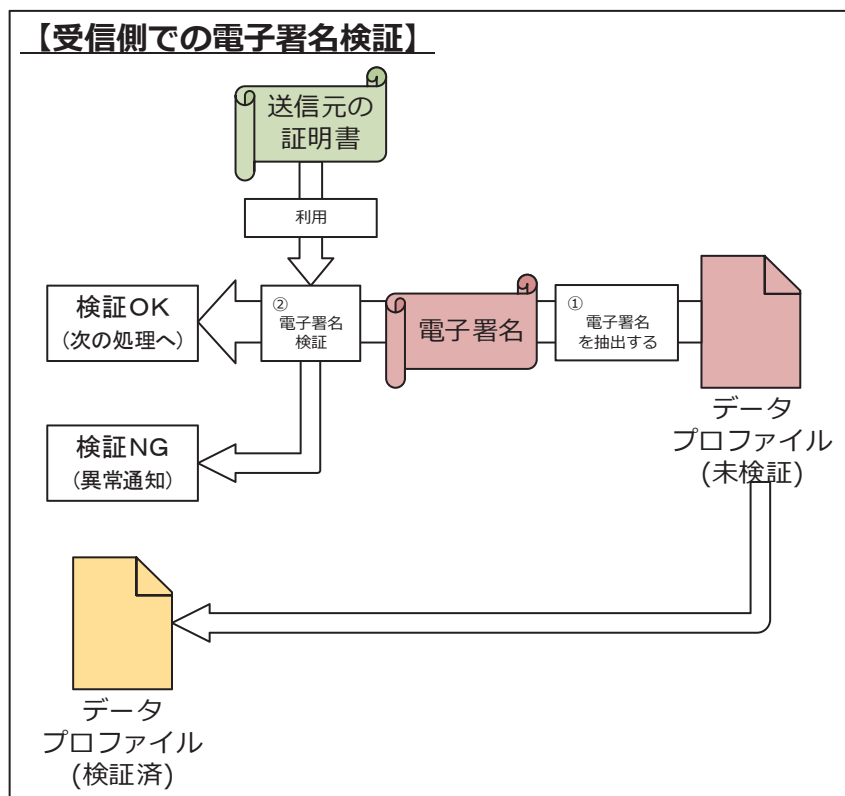 【受信側での電子署名検証】
送信元の
証明書
利用
検証OK
(次の処理へ)
②
電子署名
検証
電子署名
①
電子署名
を抽出する
データ
プロファイル
(未検証)
検証NG
(異常通知)
データ
プロファイル
(検証済)